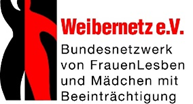 Weibernetz e.V.
Bundesnetzwerk
von FrauenLesben
und Mädchen mit
Beeinträchtigung